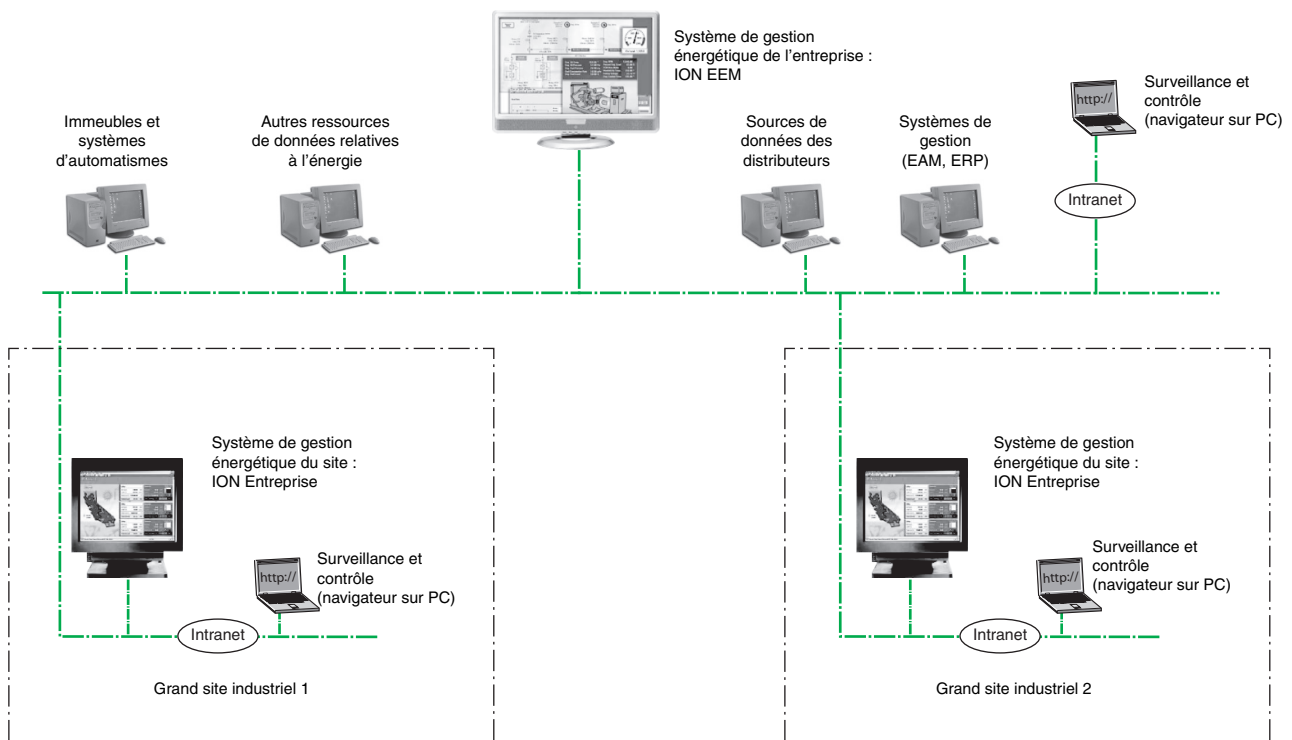 Système de gestion
énergétique de l'entreprise :
ION EEM
Surveillance et
contrôle
(navigateur sur PC)
http://
Immeubles et
systèmes
d'automatismes
Autres ressources
de données relatives
à l'énergie
Sources de
données des
distributeurs
Systèmes de
gestion
(EAM, ERP)
Intranet
Système de gestion
énergétique du site :
ION Entreprise
Surveillance et
contrôle
(navigateur sur PC)
http://
Intranet
Grand site industriel 1
Système de gestion
énergétique du site :
ION Entreprise
Surveillance et
contrôle
(navigateur sur PC)
http://
Intranet
Grand site industriel 2